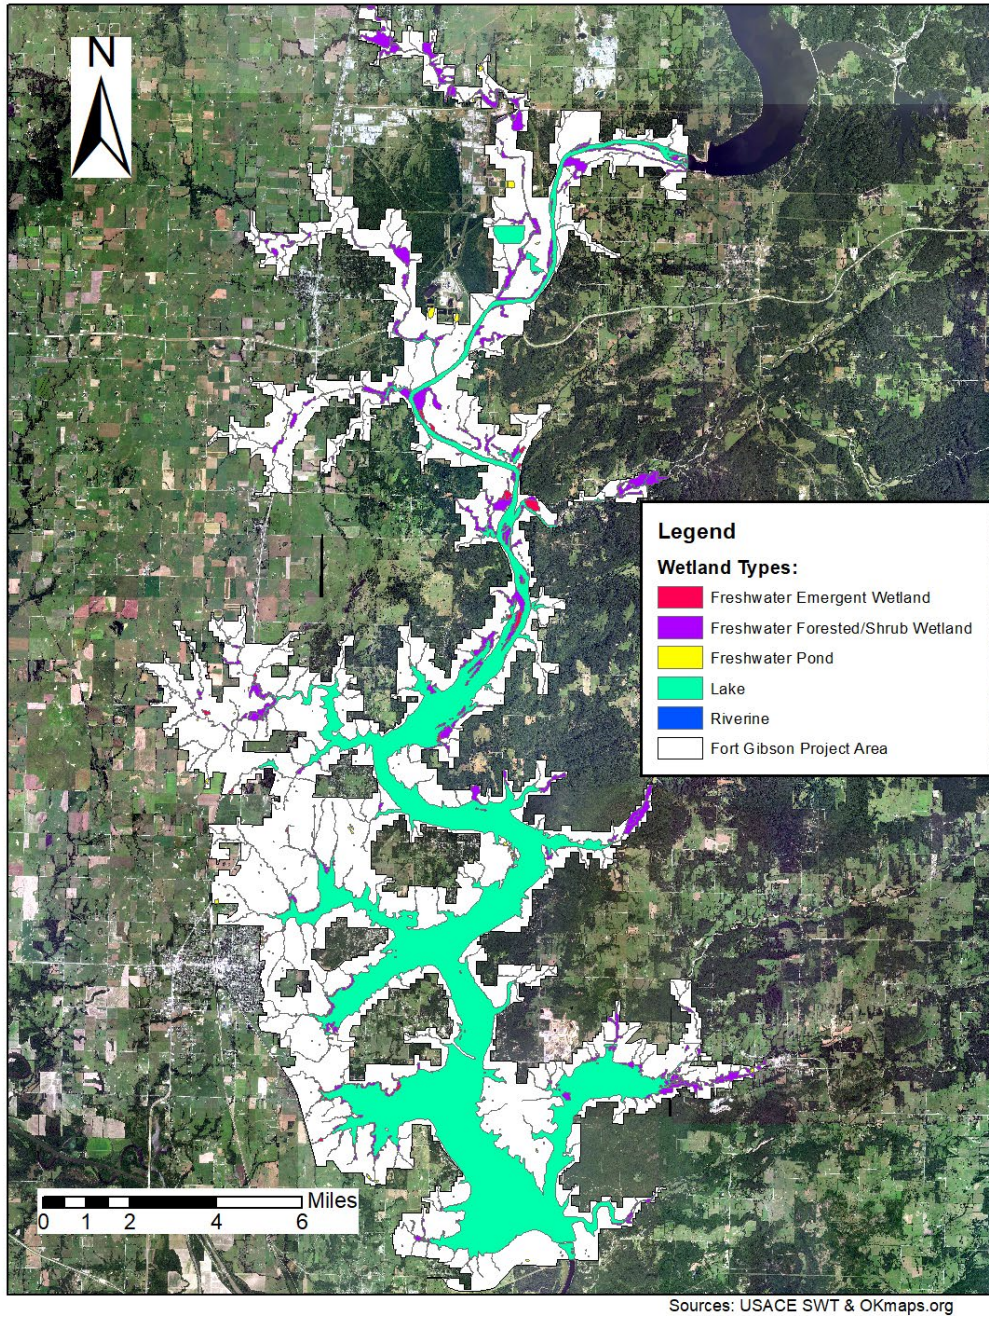 N
Legend
Wetland Types:
Freshwater Emergent Wetland
Freshwater Forested/Shrub Wetland
Freshwater Pond
Lake
Riverine
Fort Gibson Project Area
Miles
0 1 2 4 6
Sources: USACE SWT & OKmaps.org